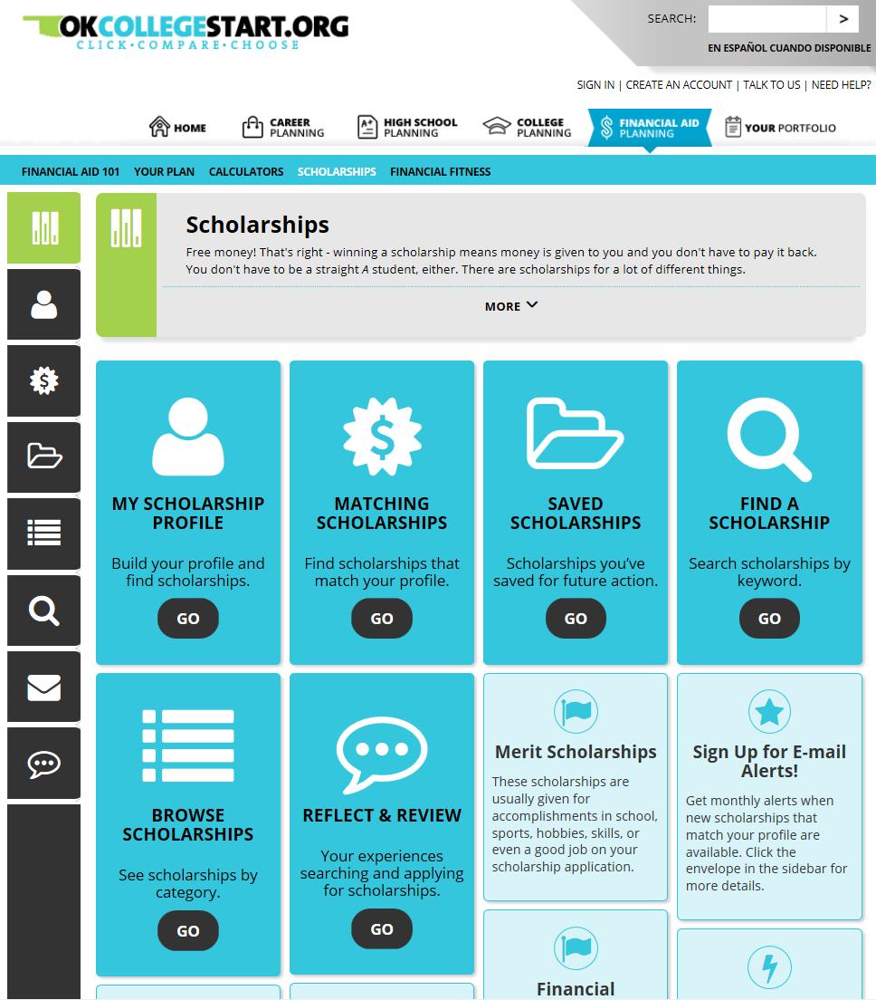 OKCOLLEGESTART.ORG
CLICK•COMPARE•CHOOSE
SEARCH:
>
EN ESPAÑOL CUANDO DISPONIBLE
SIGN IN | CREATE AN ACCOUNT | TALK TO US | NEED HELP?
HOME
CAREER
PLANNING
A+
HIGH SCHOOL
PLANNING
COLLEGE
PLANNING
$
FINANCIAL AID
PLANNING
YOUR PORTFOLIO
FINANCIAL AID 101 YOUR PLAN CALCULATORS SCHOLARSHIPS FINANCIAL FITNESS
Scholarships
Free money! That's right - winning a scholarship means money is given to you and you don't have to pay it back.
You don't have to be a straight A student, either. There are scholarships for a lot of different things.
MORE
$
MY SCHOLARSHIP
PROFILE
Build your profile and
find scholarships.
GO
$
MATCHING
SCHOLARSHIPS
Find scholarships that
match your profile.
GO
SAVED
SCHOLARSHIPS
Scholarships you’ve
saved for future action.
GO
FIND A
SCHOLARSHIP
Search scholarships by
keyword.
GO
BROWSE
SCHOLARSHIPS
See scholarships by
category.
GO
REFLECT & REVIEW
Your experiences
searching and applying
for scholarships.
GO
Merit Scholarships
These scholarships are
usually given for
accomplishments in school,
sports, hobbies, skills, or
even a good job on your
scholarship application.
Sign Up for E-mail
Alerts!
Get monthly alerts when
new scholarships that
match your profile are
available. Click the
envelope in the sidebar for
more details.
Financial